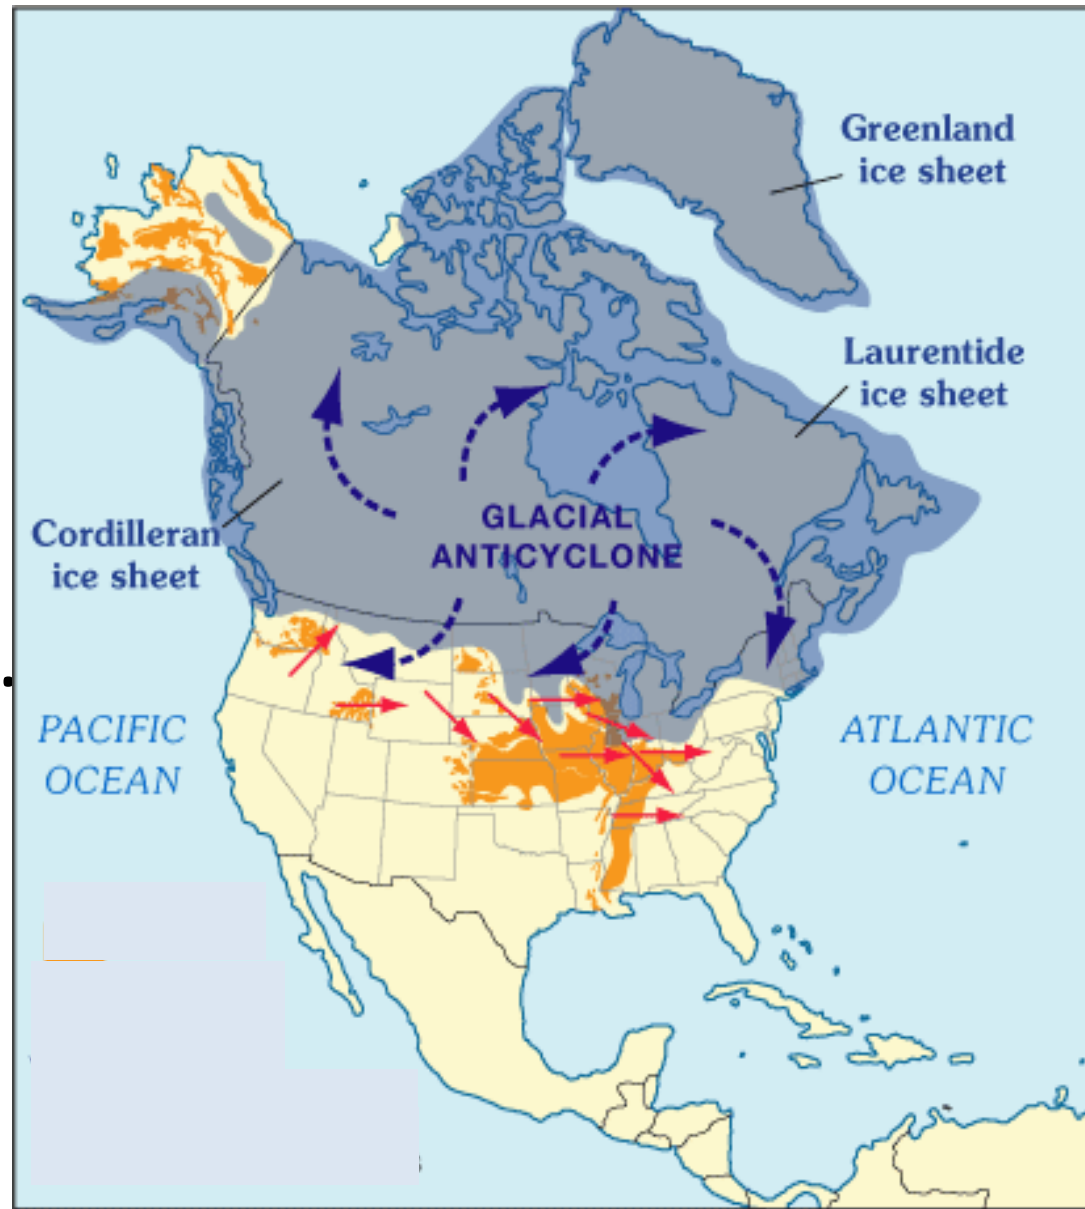 Greenland
ice sheet
Laurentide
ice sheet
GLACIAL
ANTICYCLONE
Cordilleran
ice sheet
PACIFIC
OCEAN
ATLANTIC
OCEAN